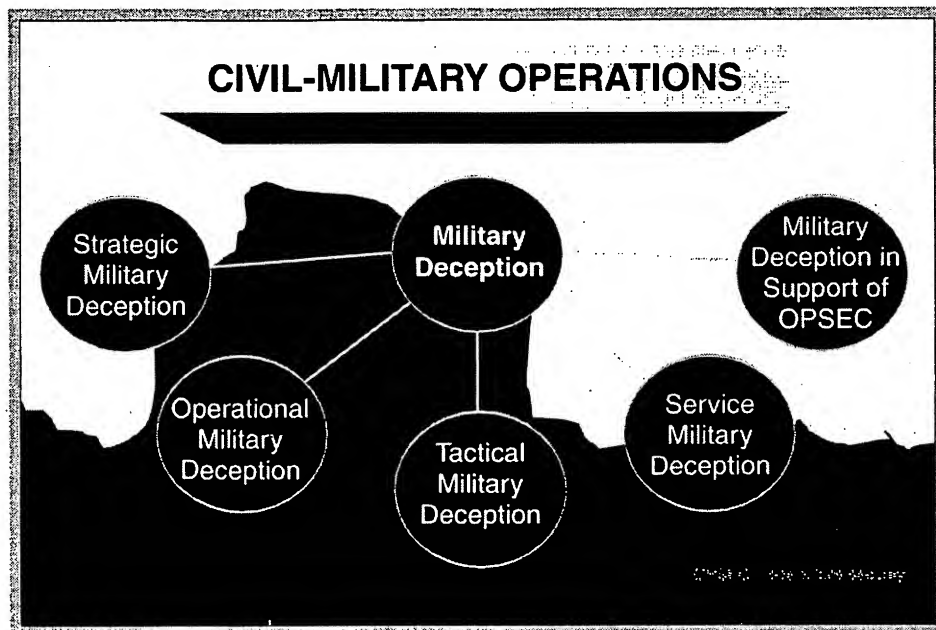 CIVIL-MILITARY OPERATIONS
Strategic
Military
Deception
Military
Deception
Military
Deception in
Support of
OPSEC
Operational
Military
Deception
Tactical
Military
Deception
Service
Military
Deception